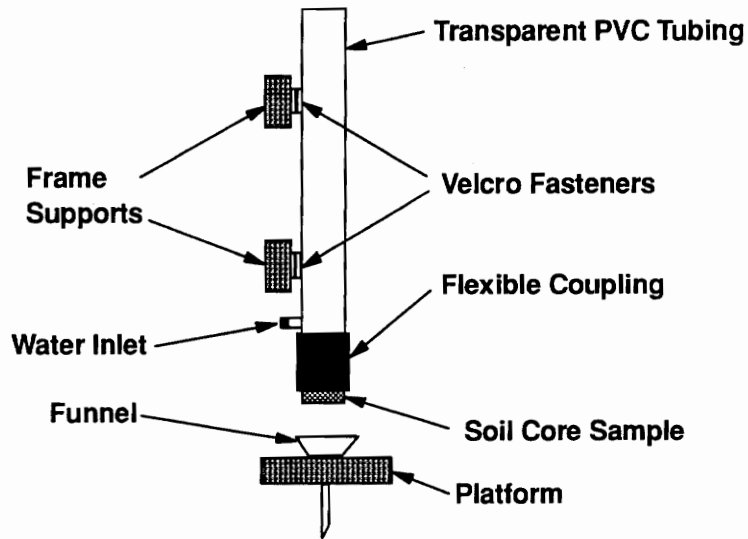 Transparent PVC Tubing
Frame
Supports
Velcro Fasteners
Flexible Coupling
Water Inlet
Funnel
Soil Core Sample
Platform